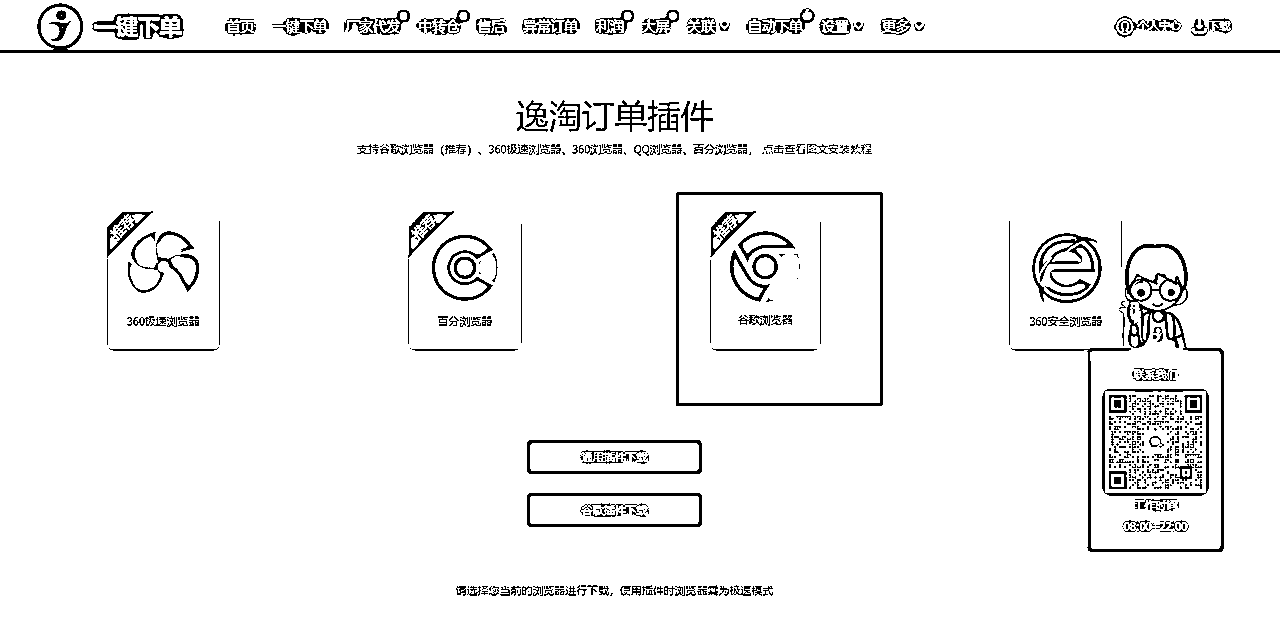 一键下单
首页 一键下单 厂家代发 中转仓 售后 异常订单 利润 大屏 关联 自动下单 设置 更多 个人中心 下载
逸淘订单插件
支持谷歌浏览器（推荐）、360极速浏览器、360浏览器、QQ浏览器、百分浏览器， 点击查看图文安装教程
推荐 推荐 推荐
360极速浏览器 百分浏览器 谷歌浏览器 360安全浏览器
联系我们
通用插件下载
谷歌插件下载
工作时间
08:00-22:00
请选择您当前的浏览器进行下载，使用插件时浏览器需为极速模式